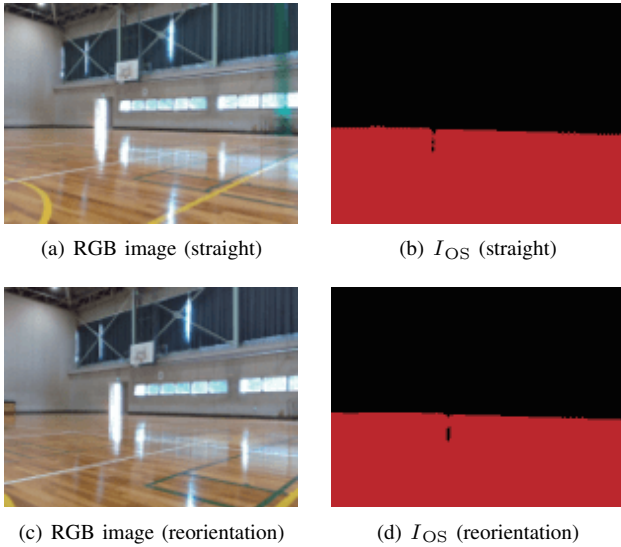 (a) RGB image (straight)
(b) I_OS (straight)
(c) RGB image (reorientation)
(d) I_OS (reorientation)